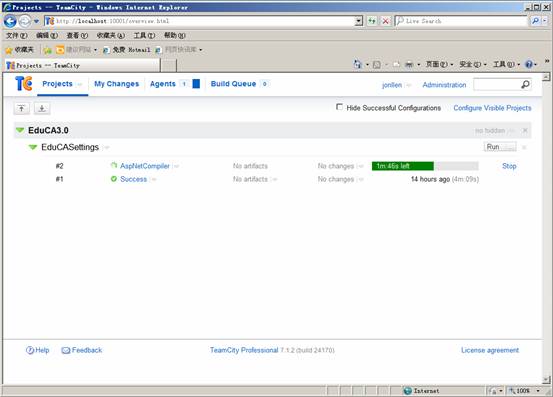 Projects -- TeamCity - Windows Internet Explorer
http://localhost:10001/overview.html
Live Search
文件(F) 编辑(E) 查看(V) 收藏夹(A) 工具(T) 帮助(H)
收藏夹 建议网站 免费 Hotmail 网页快讯库
Projects -- TeamCity
页面(P) 安全(S) 工具(O)
TC Projects My Changes Agents 1 Build Queue 0
jonllen Administration
Hide Successful Configurations Configure Visible Projects
EduCA3.0 no hidden
EduCASettings Run ...
#2 AspNetCompiler No artifacts No changes 1m:45s left Stop
#1 Success No artifacts No changes 14 hours ago (4m:09s)
Help Feedback TeamCity Professional 7.1.2 (build 24170) License agreement
Internet 100%